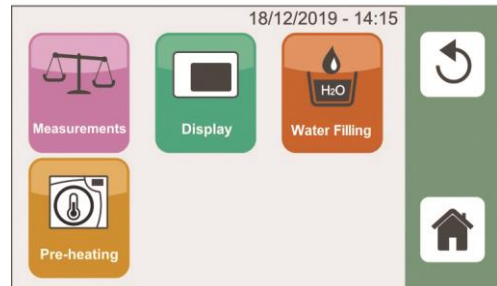 18/12/2019 - 14:15
Measurements
Display
H₂O
Water Filling
Pre-heating